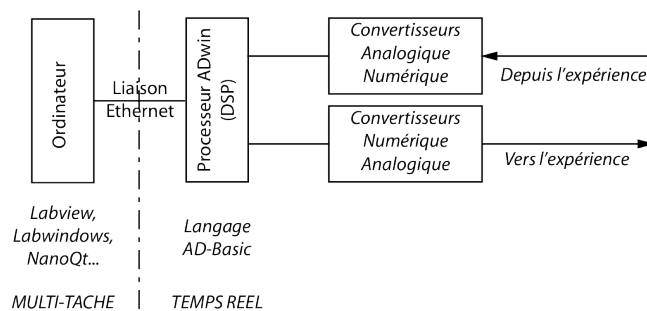 Ordinateur
Liaison
Ethernet
Processeur ADwin
(DSP)
Convertisseurs
Analogique
Numérique
Depuis l'expérience
Convertisseurs
Numérique
Analogique
Vers l'expérience
Labview,
Labwindows,
NanoQt...
Langage
AD-Basic
MULTI-TACHE
TEMPS REEL